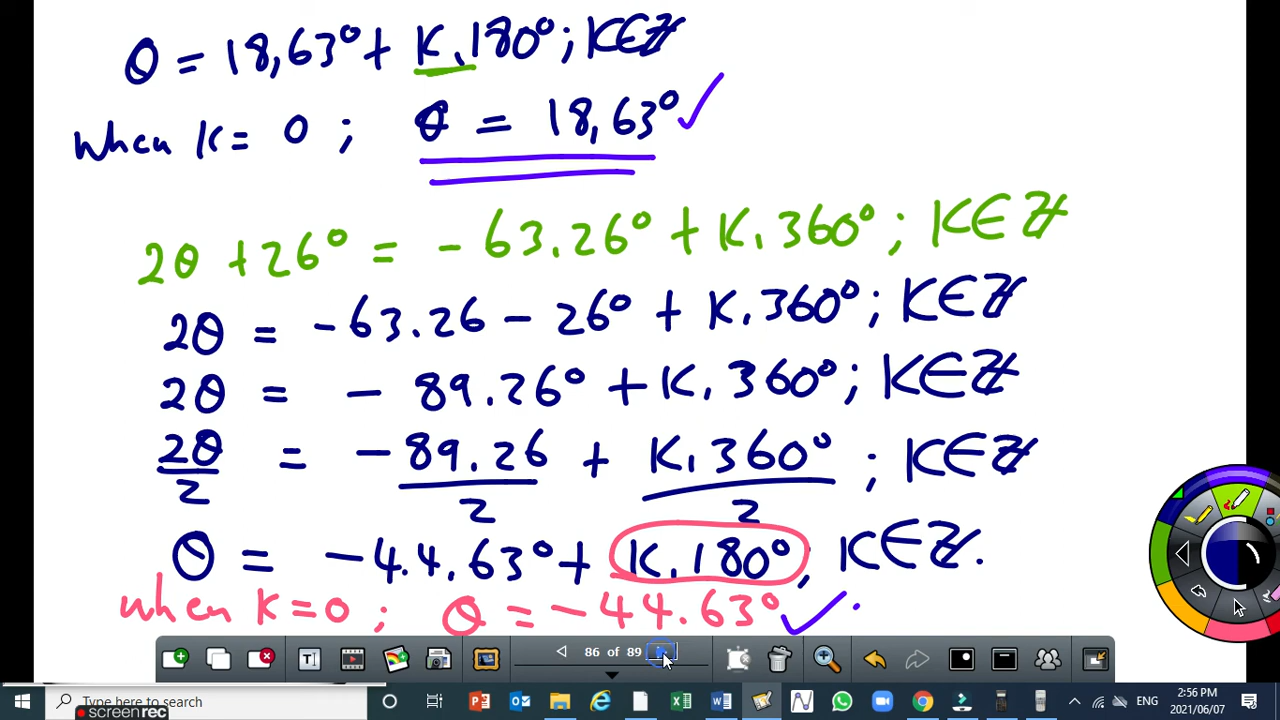 θ = 18,63° + K.180° ; K∈ℤ
when K = 0 ; θ = 18,63° ✓
2θ + 26° = -63.26° + K.360° ; K∈ℤ
2θ = -63.26 - 26° + K.360° ; K∈ℤ
2θ = - 89.26° + K.360° ; K∈ℤ
2θ/2 = -89.26/2 + K.360°/2 ; K∈ℤ
θ = -4.4.63° + K.180° ; K∈ℤ.
when K = 0 ; θ = -44.63° ✓
86 of 89
Type here to search
screenrec
ENG
2:56 PM
2021/06/07